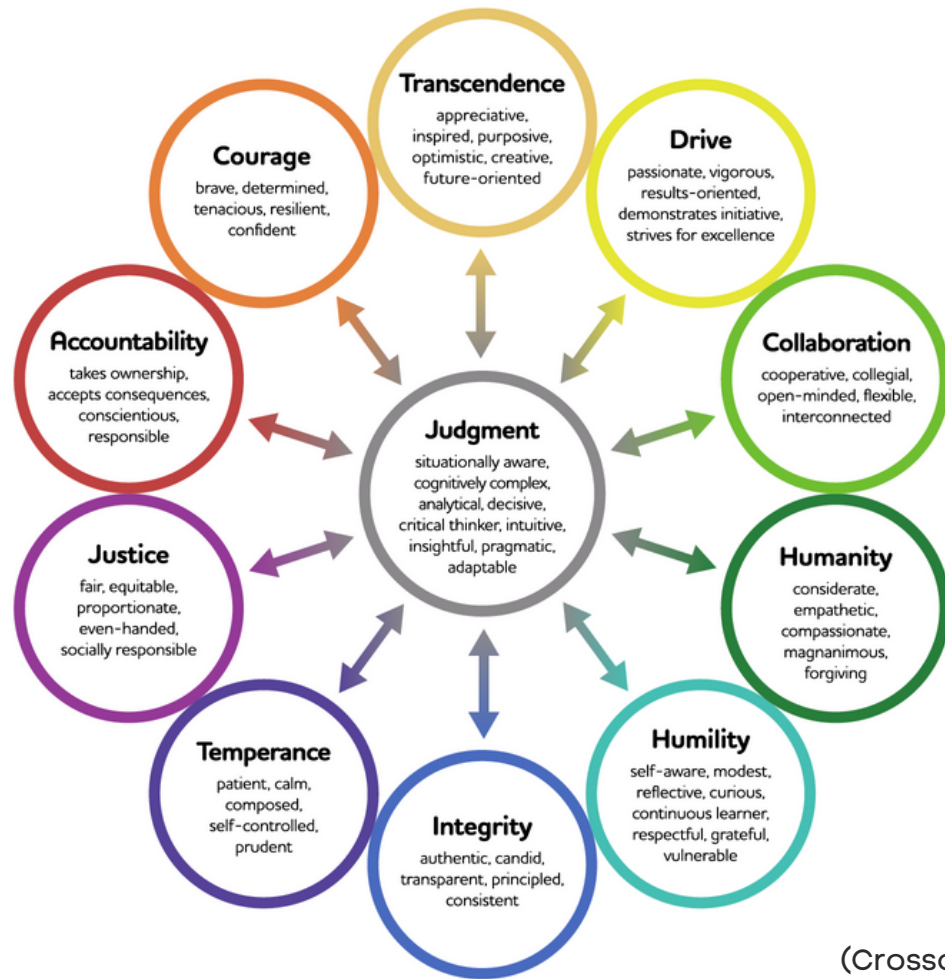 Transcendence
appreciative,
inspired, purposive,
optimistic, creative,
future-oriented
Drive
passionate, vigorous,
results-oriented,
demonstrates initiative,
strives for excellence
Collaboration
cooperative, collegial,
open-minded, flexible,
interconnected
Humanity
considerate,
empathetic,
compassionate,
magnanimous,
forgiving
Humility
self-aware, modest,
reflective, curious,
continuous learner,
respectful, grateful,
vulnerable
Integrity
authentic, candid,
transparent, principled,
consistent
Temperance
patient, calm,
composed,
self-controlled,
prudent
Justice
fair, equitable,
proportionate,
even-handed,
socially responsible
Accountability
takes ownership,
accepts consequences,
conscientious,
responsible
Courage
brave, determined,
tenacious, resilient,
confident
Judgment
situationally aware,
cognitively complex,
analytical, decisive,
critical thinker, intuitive,
insightful, pragmatic,
adaptable